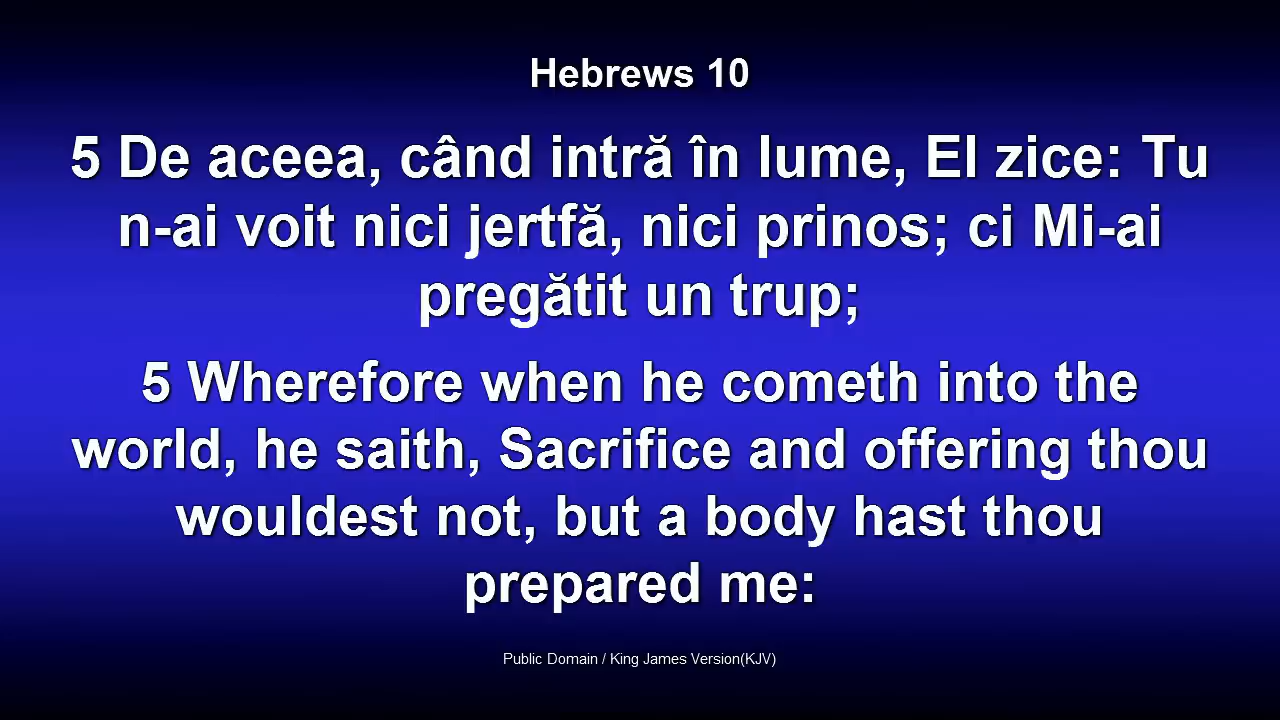 Hebrews 10
5 De aceea, când intră în lume, El zice: Tu
n-ai voit nici jertfă, nici prinos; ci Mi-ai
pregătit un trup;
5 Wherefore when he cometh into the
world, he saith, Sacrifice and offering thou
wouldest not, but a body hast thou
prepared me:
Public Domain / King James Version(KJV)